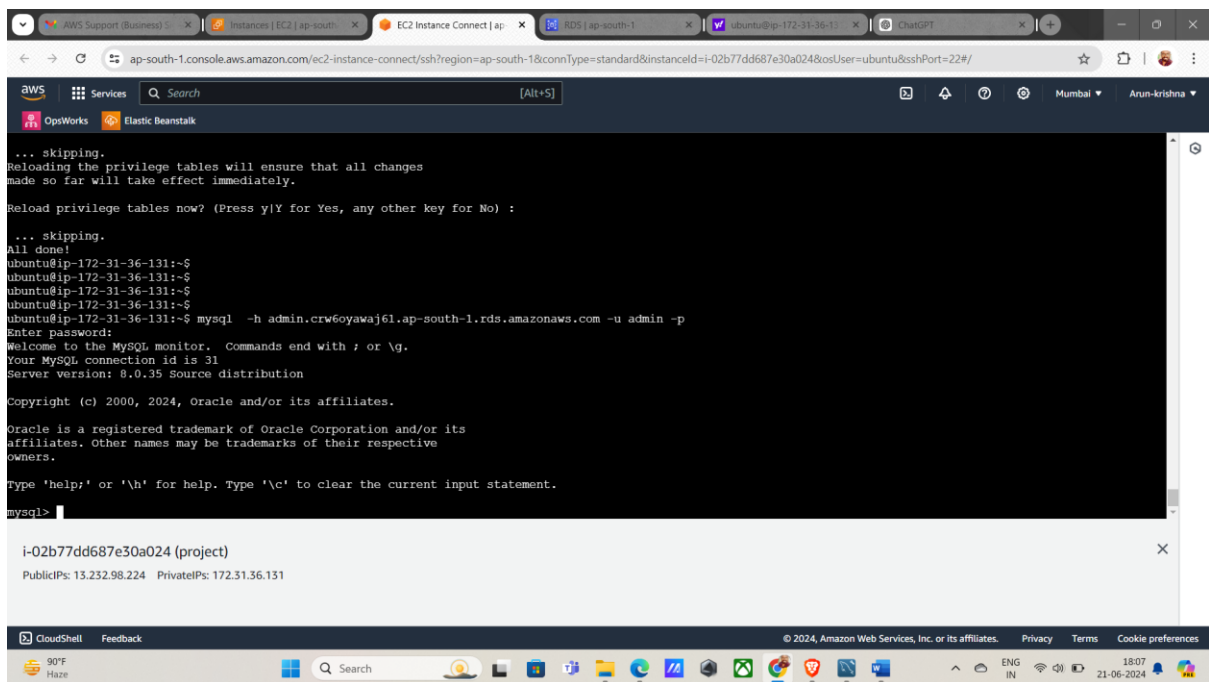 AWS Support (Business) S
Instances | EC2 | ap-south-
EC2 Instance Connect | ap-
RDS | ap-south-1
ubuntu@ip-172-31-36-13
ChatGPT
ap-south-1.console.aws.amazon.com/ec2-instance-connect/ssh?region=ap-south-1&connType=standard&instanceId=i-02b77dd687e30a024&osUser=ubuntu&sshPort=22#/
aws Services Search [Alt+S] Mumbai Arun-krishna
OpsWorks Elastic Beanstalk
... skipping.
Reloading the privilege tables will ensure that all changes
made so far will take effect immediately.
Reload privilege tables now? (Press y|Y for Yes, any other key for No) :
... skipping.
All done!
ubuntu@ip-172-31-36-131:~$
ubuntu@ip-172-31-36-131:~$
ubuntu@ip-172-31-36-131:~$
ubuntu@ip-172-31-36-131:~$
ubuntu@ip-172-31-36-131:~$ mysql -h admin.crw6oyawaj61.ap-south-1.rds.amazonaws.com -u admin -p
Enter password:
Welcome to the MySQL monitor. Commands end with ; or \g.
Your MySQL connection id is 31
Server version: 8.0.35 Source distribution
Copyright (c) 2000, 2024, Oracle and/or its affiliates.
Oracle is a registered trademark of Oracle Corporation and/or its
affiliates. Other names may be trademarks of their respective
owners.
Type 'help;' or '\h' for help. Type '\c' to clear the current input statement.
mysql>
i-02b77dd687e30a024 (project)
PublicIPs: 13.232.98.224 PrivateIPs: 172.31.36.131
CloudShell Feedback © 2024, Amazon Web Services, Inc. or its affiliates. Privacy Terms Cookie preferences
90°F
Haze
Search
ENG
IN
18:07
21-06-2024